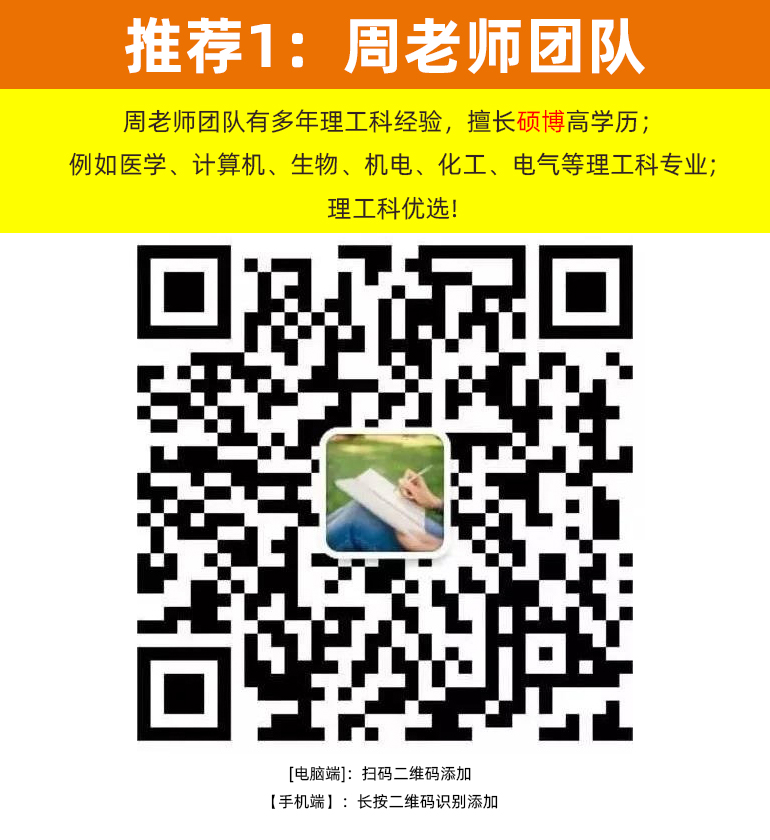 推荐1：周老师团队
周老师团队有多年理工科经验，擅长硕博高学历；
例如医学、计算机、生物、机电、化工、电气等理工科专业；
理工科优选!
[电脑端]：扫码二维码添加
【手机端】：长按二维码识别添加